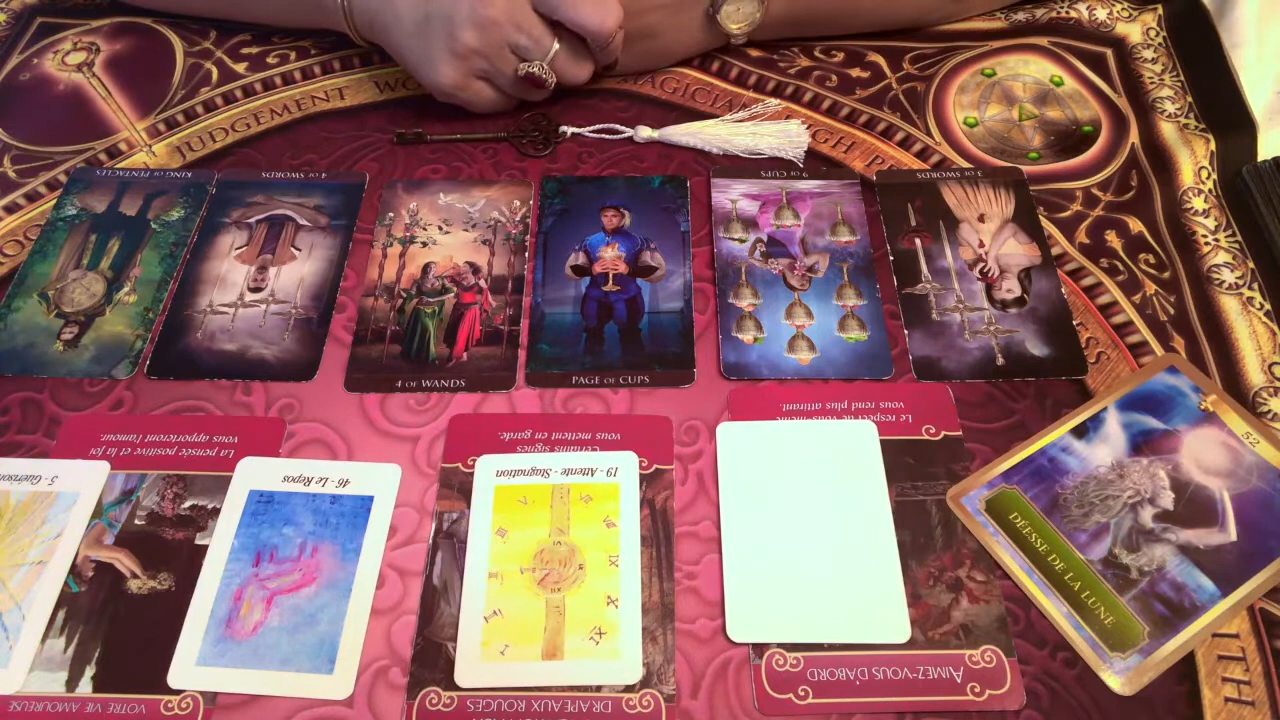 JUDGEMENT
MAGICIAN
KING OF PENTACLES
4 OF SWORDS
4 OF WANDS
PAGE OF CUPS
9 OF CUPS
3 OF SWORDS
La pensée positive et la foi
vous apporteront l'amour.
Certains signes
vous mettent en garde.
Le respect de vous-même
vous rend plus attirant.
46 - Le Repos
19 - Attente - Stagnation
52
DÉESSE DE LA LUNE
VOTRE VIE AMOUREUSE
DRAPEAUX ROUGES
AIMEZ-VOUS D'ABORD